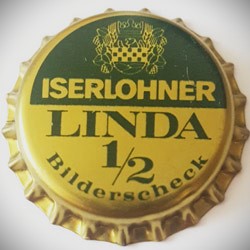 ISERLOHNER
LINDA
1/2
Bilderscheck